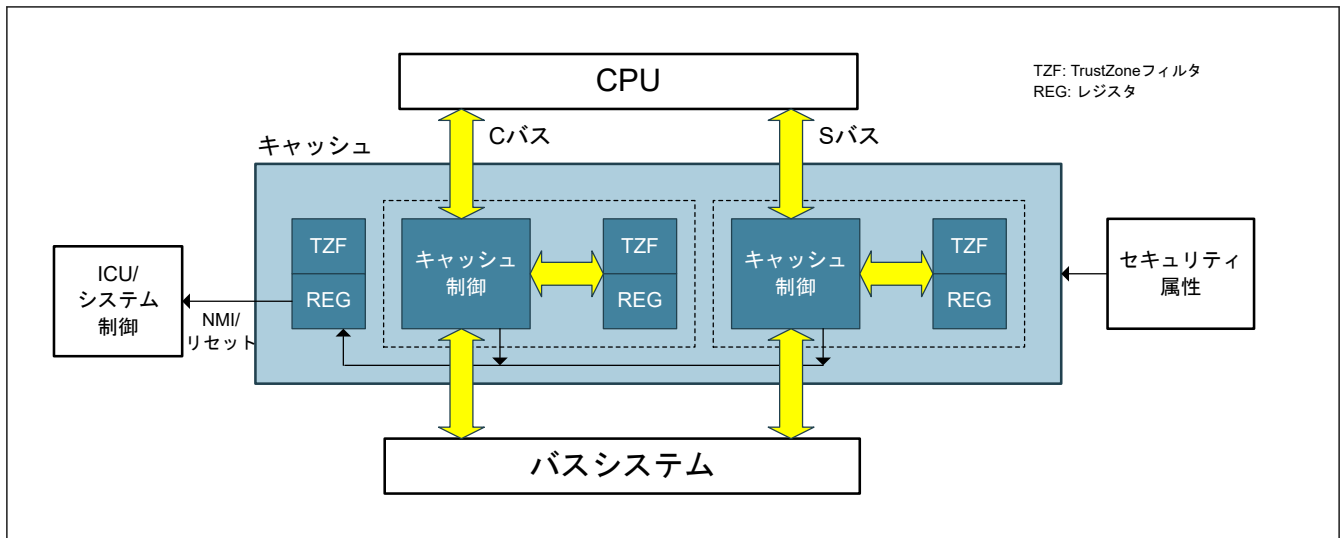 CPU
TZF: TrustZoneフィルタ
REG: レジスタ
Cバス
Sバス
キャッシュ
TZF
REG
キャッシュ
制御
TZF
REG
キャッシュ
制御
TZF
REG
ICU/
システム
制御
NMI/
リセット
セキュリティ
属性
バスシステム